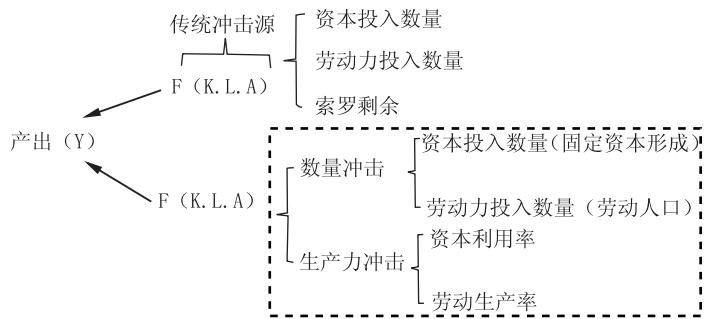 传统冲击源
资本投入数量
劳动力投入数量
F（K.L.A）
索罗剩余
产出（Y）
资本投入数量（固定资本形成）
数量冲击
F（K.L.A）
劳动力投入数量（劳动人口）
资本利用率
生产力冲击
劳动生产率